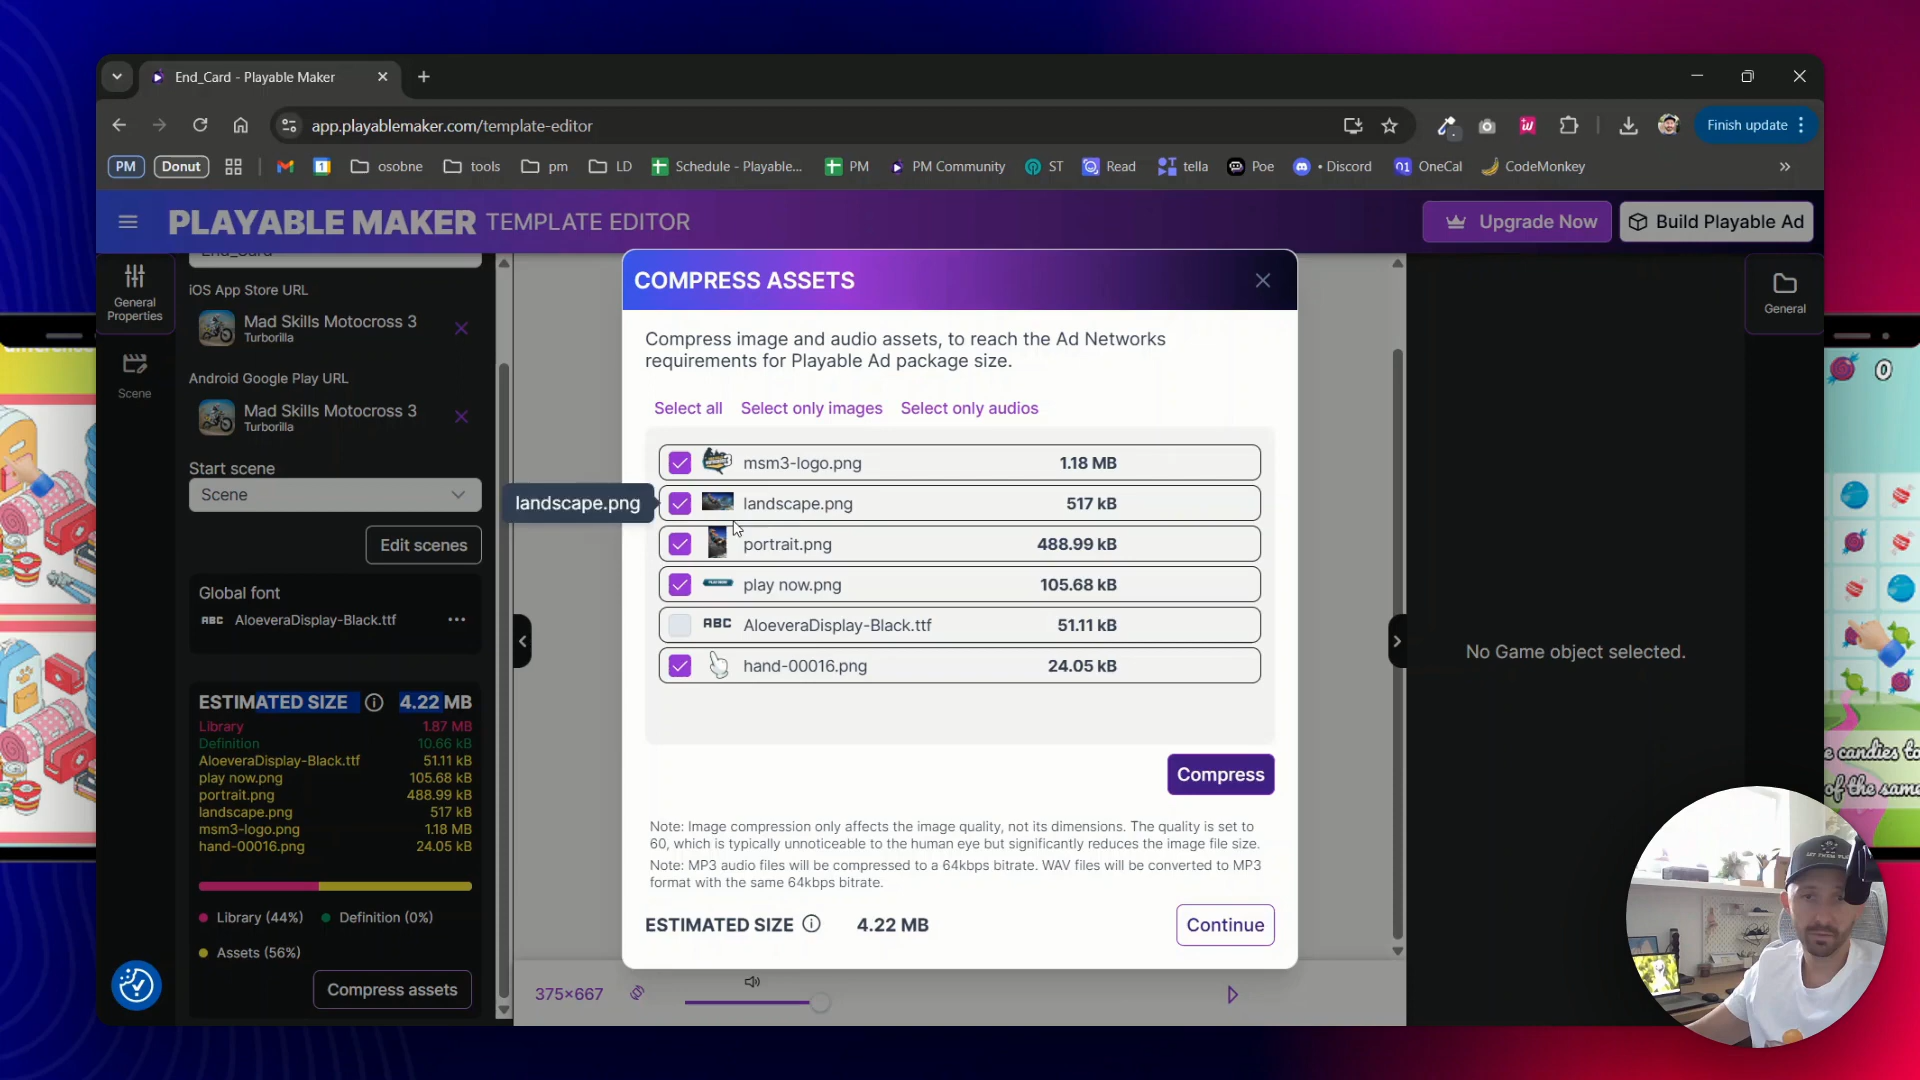 End_Card - Playable Maker
app.playablemaker.com/template-editor
Finish update
PM
Donut
osobne
tools
pm
LD
Schedule - Playable...
PM
PM Community
ST
Read
tella
Poe
• Discord
OneCal
CodeMonkey
PLAYABLE MAKER TEMPLATE EDITOR
Upgrade Now
Build Playable Ad
General
Properties
Scene
End_Card
iOS App Store URL
Mad Skills Motocross 3
Turborilla
Android Google Play URL
Mad Skills Motocross 3
Turborilla
Start scene
Scene
Edit scenes
Global font
ABC AloeveraDisplay-Black.ttf
ESTIMATED SIZE 4.22 MB
Library 1.87 MB
Definition 10.66 kB
AloeveraDisplay-Black.ttf 51.11 kB
play now.png 105.68 kB
portrait.png 488.99 kB
landscape.png 517 kB
msm3-logo.png 1.18 MB
hand-00016.png 24.05 kB
Library (44%) Definition (0%)
Assets (56%)
Compress assets
landscape.png
COMPRESS ASSETS
Compress image and audio assets, to reach the Ad Networks
requirements for Playable Ad package size.
Select all Select only images Select only audios
msm3-logo.png 1.18 MB
landscape.png 517 kB
portrait.png 488.99 kB
play now.png 105.68 kB
ABC AloeveraDisplay-Black.ttf 51.11 kB
hand-00016.png 24.05 kB
Compress
Note: Image compression only affects the image quality, not its dimensions. The quality is set to
60, which is typically unnoticeable to the human eye but significantly reduces the image file size.
Note: MP3 audio files will be compressed to a 64kbps bitrate. WAV files will be converted to MP3
format with the same 64kbps bitrate.
ESTIMATED SIZE 4.22 MB
Continue
375×667
General
No Game object selected.
0
candies to
of the same